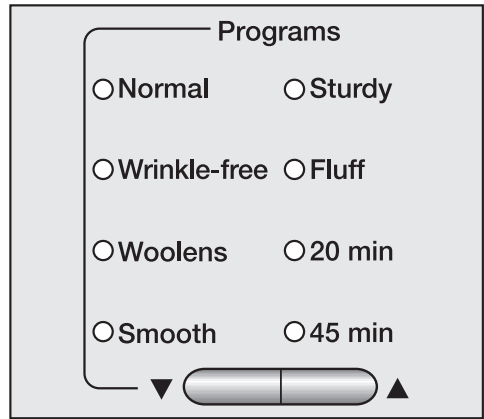 Programs
Normal
Sturdy
Wrinkle-free
Fluff
Woolens
20 min
Smooth
45 min